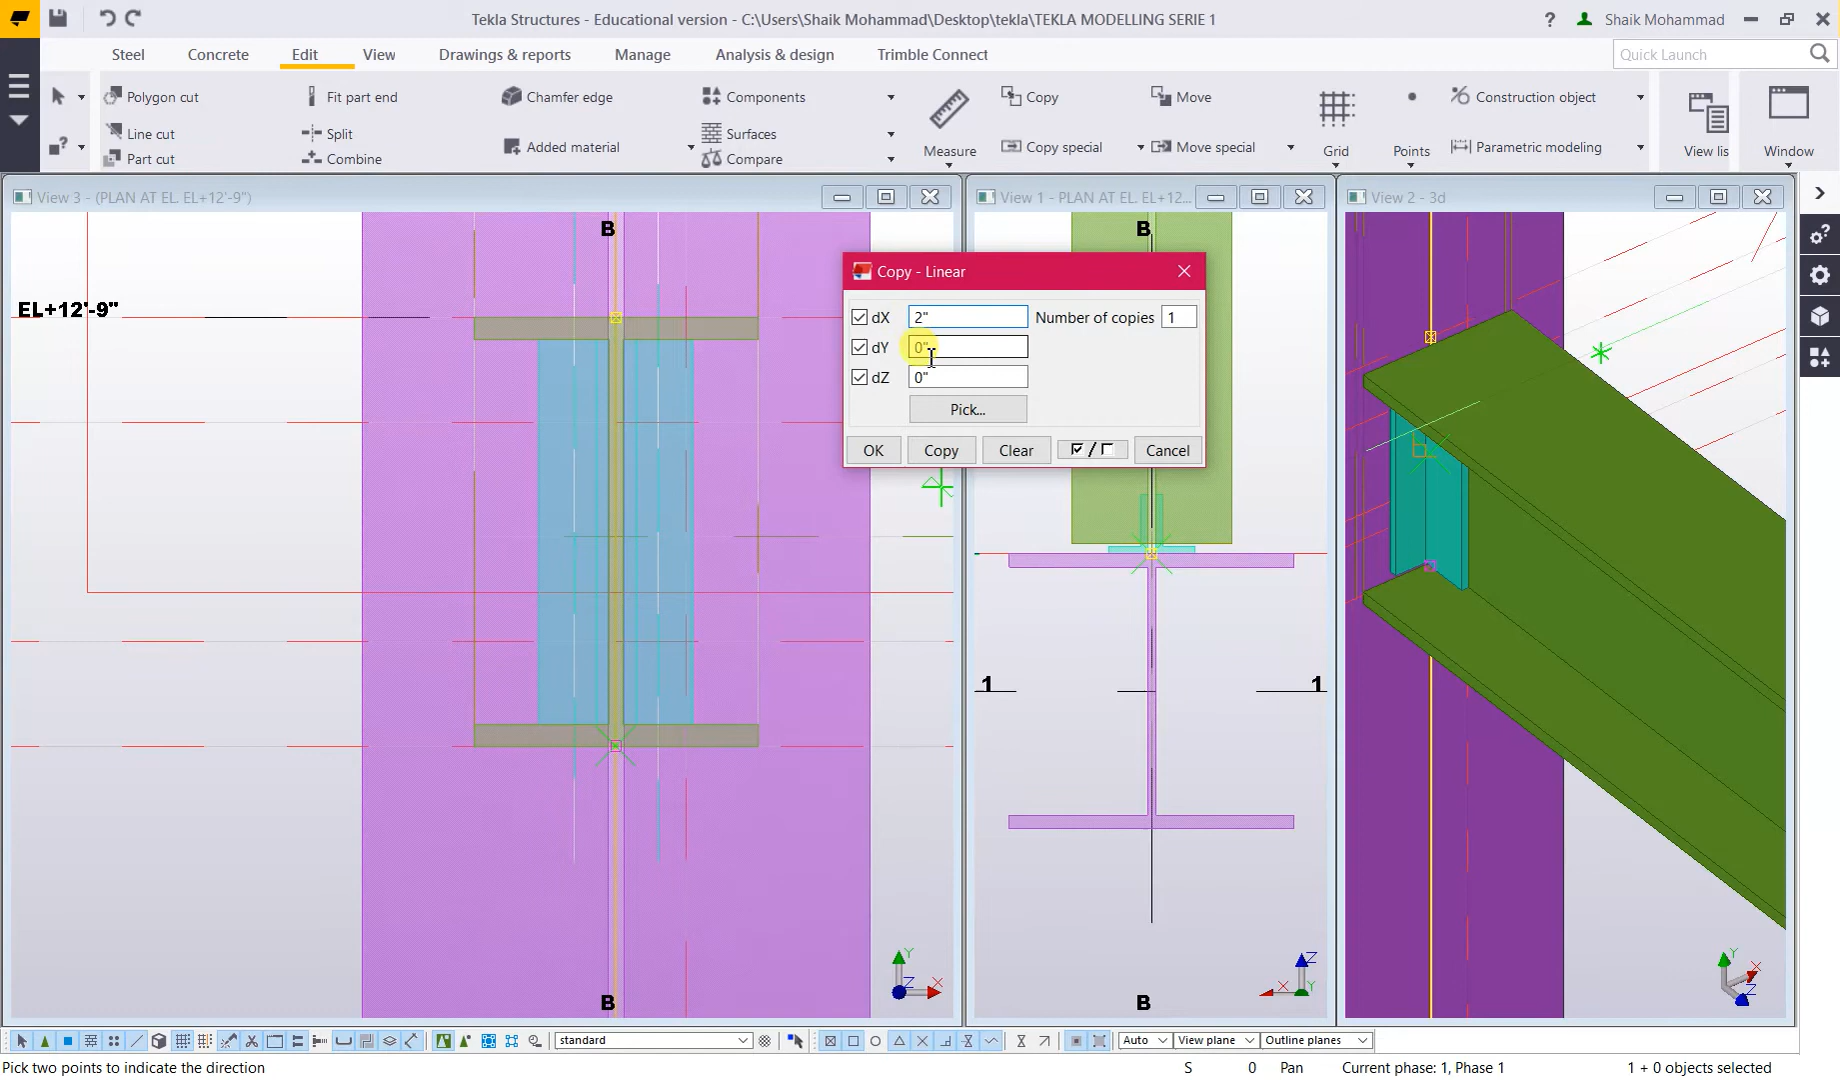 Tekla Structures - Educational version - C:\Users\Shaik Mohammad\Desktop\tekla\TEKLA MODELLING SERIE 1
? Shaik Mohammad
Steel Concrete Edit View Drawings & reports Manage Analysis & design Trimble Connect
Quick Launch
Polygon cut Fit part end Chamfer edge Components Copy Move Construction object
Line cut Split Surfaces
Added material Measure Copy special Move special Grid Points Parametric modeling View lis Window
Part cut Combine Compare
View 3 - (PLAN AT EL. EL+12'-9") View 1 - PLAN AT EL. EL+12... View 2 - 3d
B B
Copy - Linear
EL+12'-9"
dX 2" Number of copies 1
dY 0"
dZ 0"
Pick...
OK Copy Clear / Cancel
1 1
Y Z X
Z X Y
Y X Z
B B
standard Auto View plane Outline planes
Pick two points to indicate the direction S 0 Pan Current phase: 1, Phase 1 1 + 0 objects selected